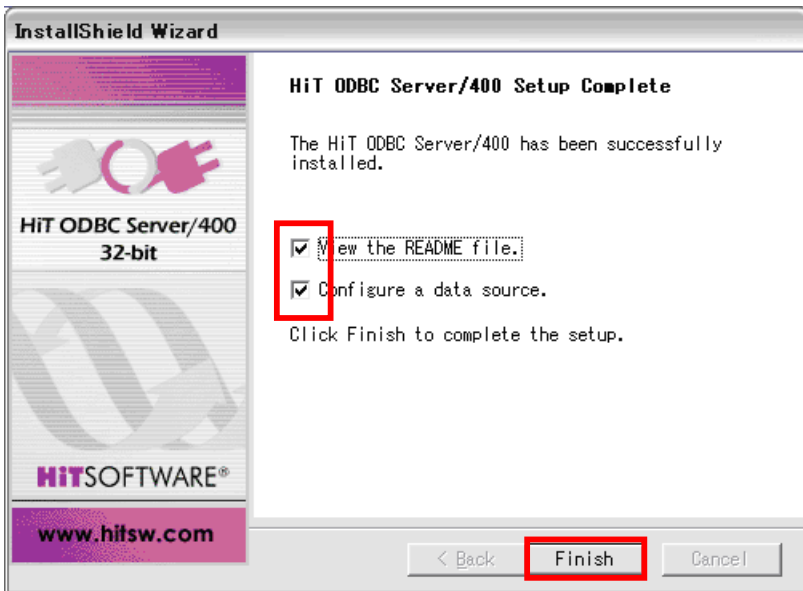 InstallShield Wizard
HiT ODBC Server/400
32-bit
HiTSOFTWARE®
www.hitsw.com
HiT ODBC Server/400 Setup Complete
The HiT ODBC Server/400 has been successfully
installed.
View the README file.
Configure a data source.
Click Finish to complete the setup.
< Back
Finish
Cancel